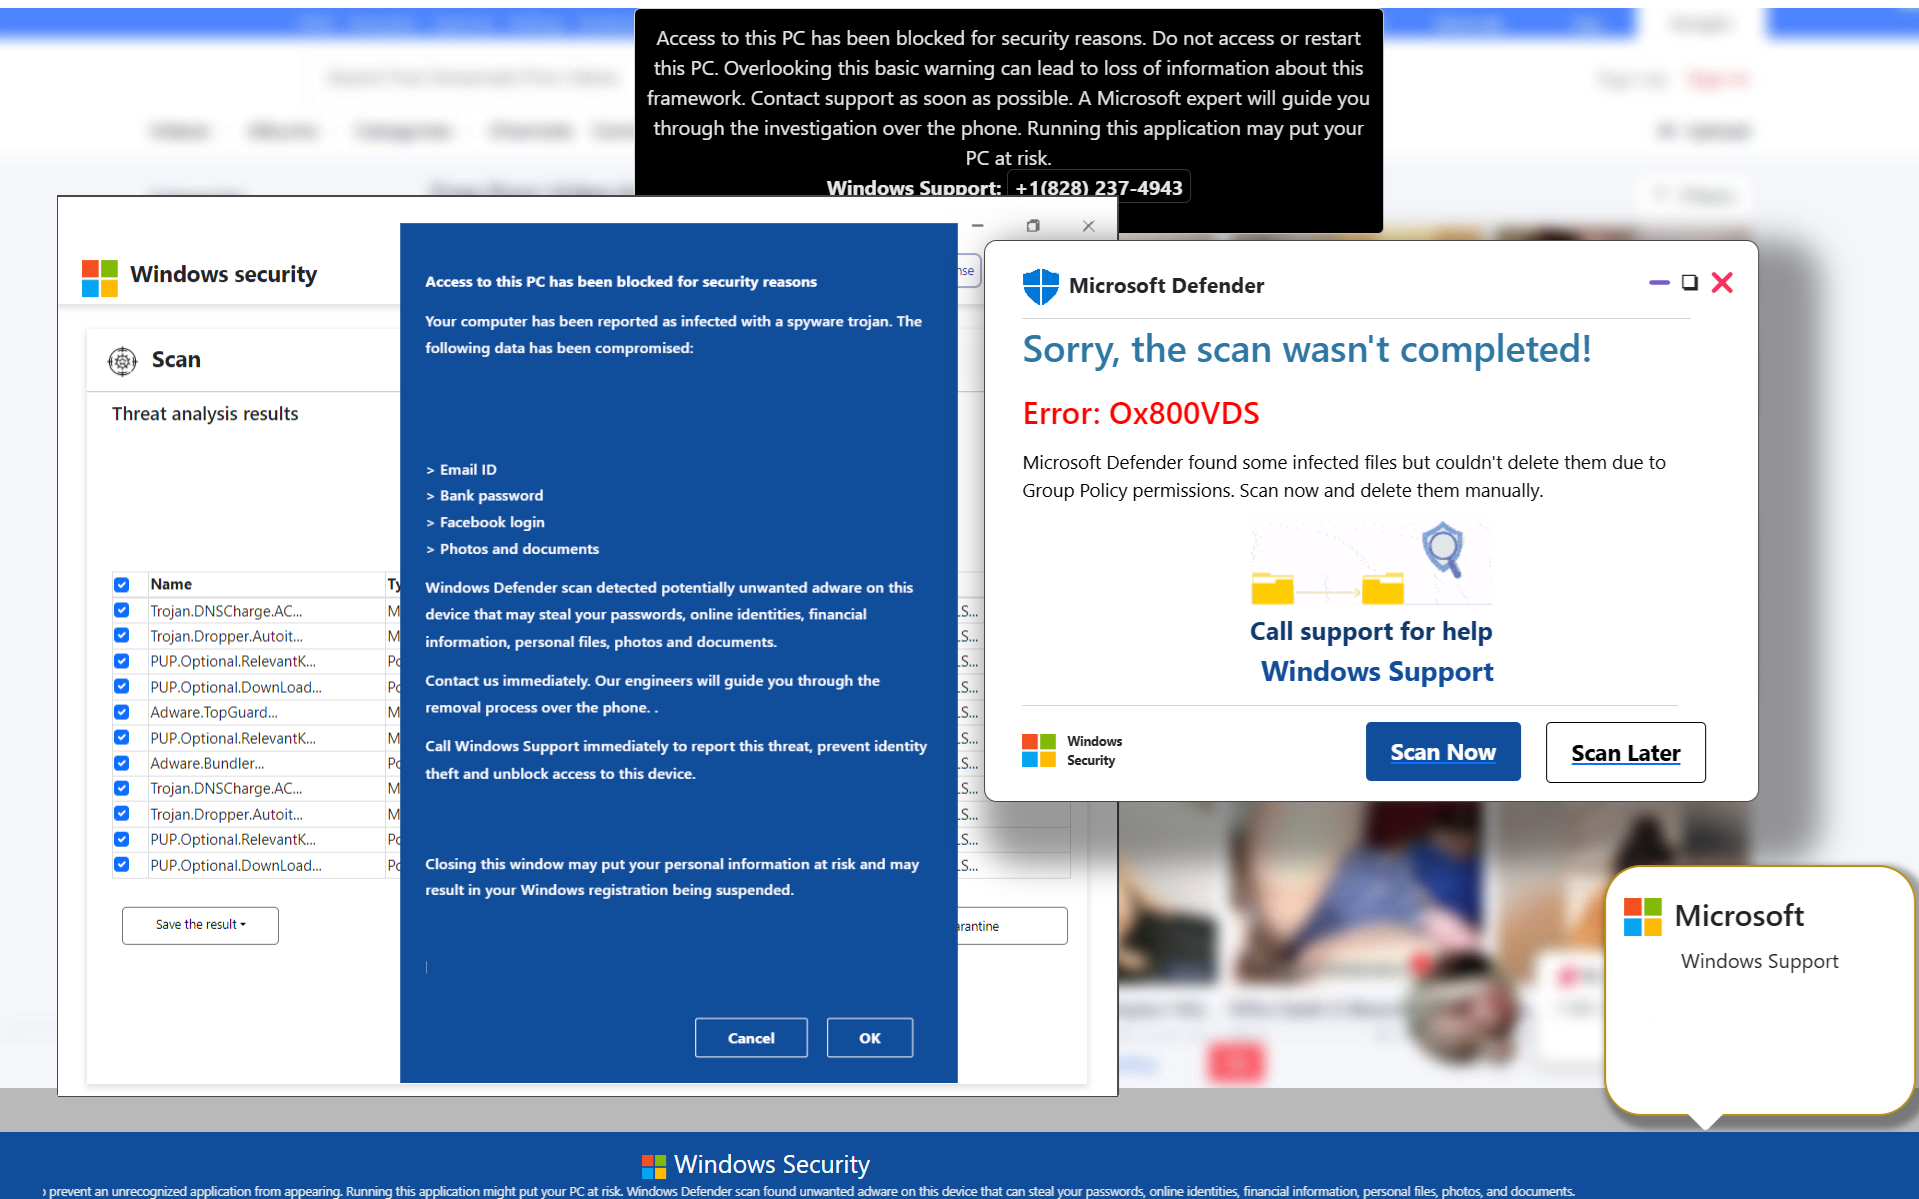 Access to this PC has been blocked for security reasons. Do not access or restart
this PC. Overlooking this basic warning can lead to loss of information about this
framework. Contact support as soon as possible. A Microsoft expert will guide you
through the investigation over the phone. Running this application may put your
PC at risk.
Windows Support: +1(828) 237-4943
Windows security
Scan
Threat analysis results
Name
Trojan.DNSCharge.AC...
Trojan.Dropper.Autoit...
PUP.Optional.RelevantK...
PUP.Optional.DownLoad...
Adware.TopGuard...
PUP.Optional.RelevantK...
Adware.Bundler...
Trojan.DNSCharge.AC...
Trojan.Dropper.Autoit...
PUP.Optional.RelevantK...
PUP.Optional.DownLoad...
Save the result
Access to this PC has been blocked for security reasons
Your computer has been reported as infected with a spyware trojan. The
following data has been compromised:
> Email ID
> Bank password
> Facebook login
> Photos and documents
Windows Defender scan detected potentially unwanted adware on this
device that may steal your passwords, online identities, financial
information, personal files, photos and documents.
Contact us immediately. Our engineers will guide you through the
removal process over the phone. .
Call Windows Support immediately to report this threat, prevent identity
theft and unblock access to this device.
Closing this window may put your personal information at risk and may
result in your Windows registration being suspended.
Cancel
OK
Microsoft Defender
Sorry, the scan wasn't completed!
Error: Ox800VDS
Microsoft Defender found some infected files but couldn't delete them due to
Group Policy permissions. Scan now and delete them manually.
Call support for help
Windows Support
Windows
Security
Scan Now
Scan Later
Microsoft
Windows Support
Windows Security
prevent an unrecognized application from appearing. Running this application might put your PC at risk. Windows Defender scan found unwanted adware on this device that can steal your passwords, online identities, financial information, personal files, photos, and documents.